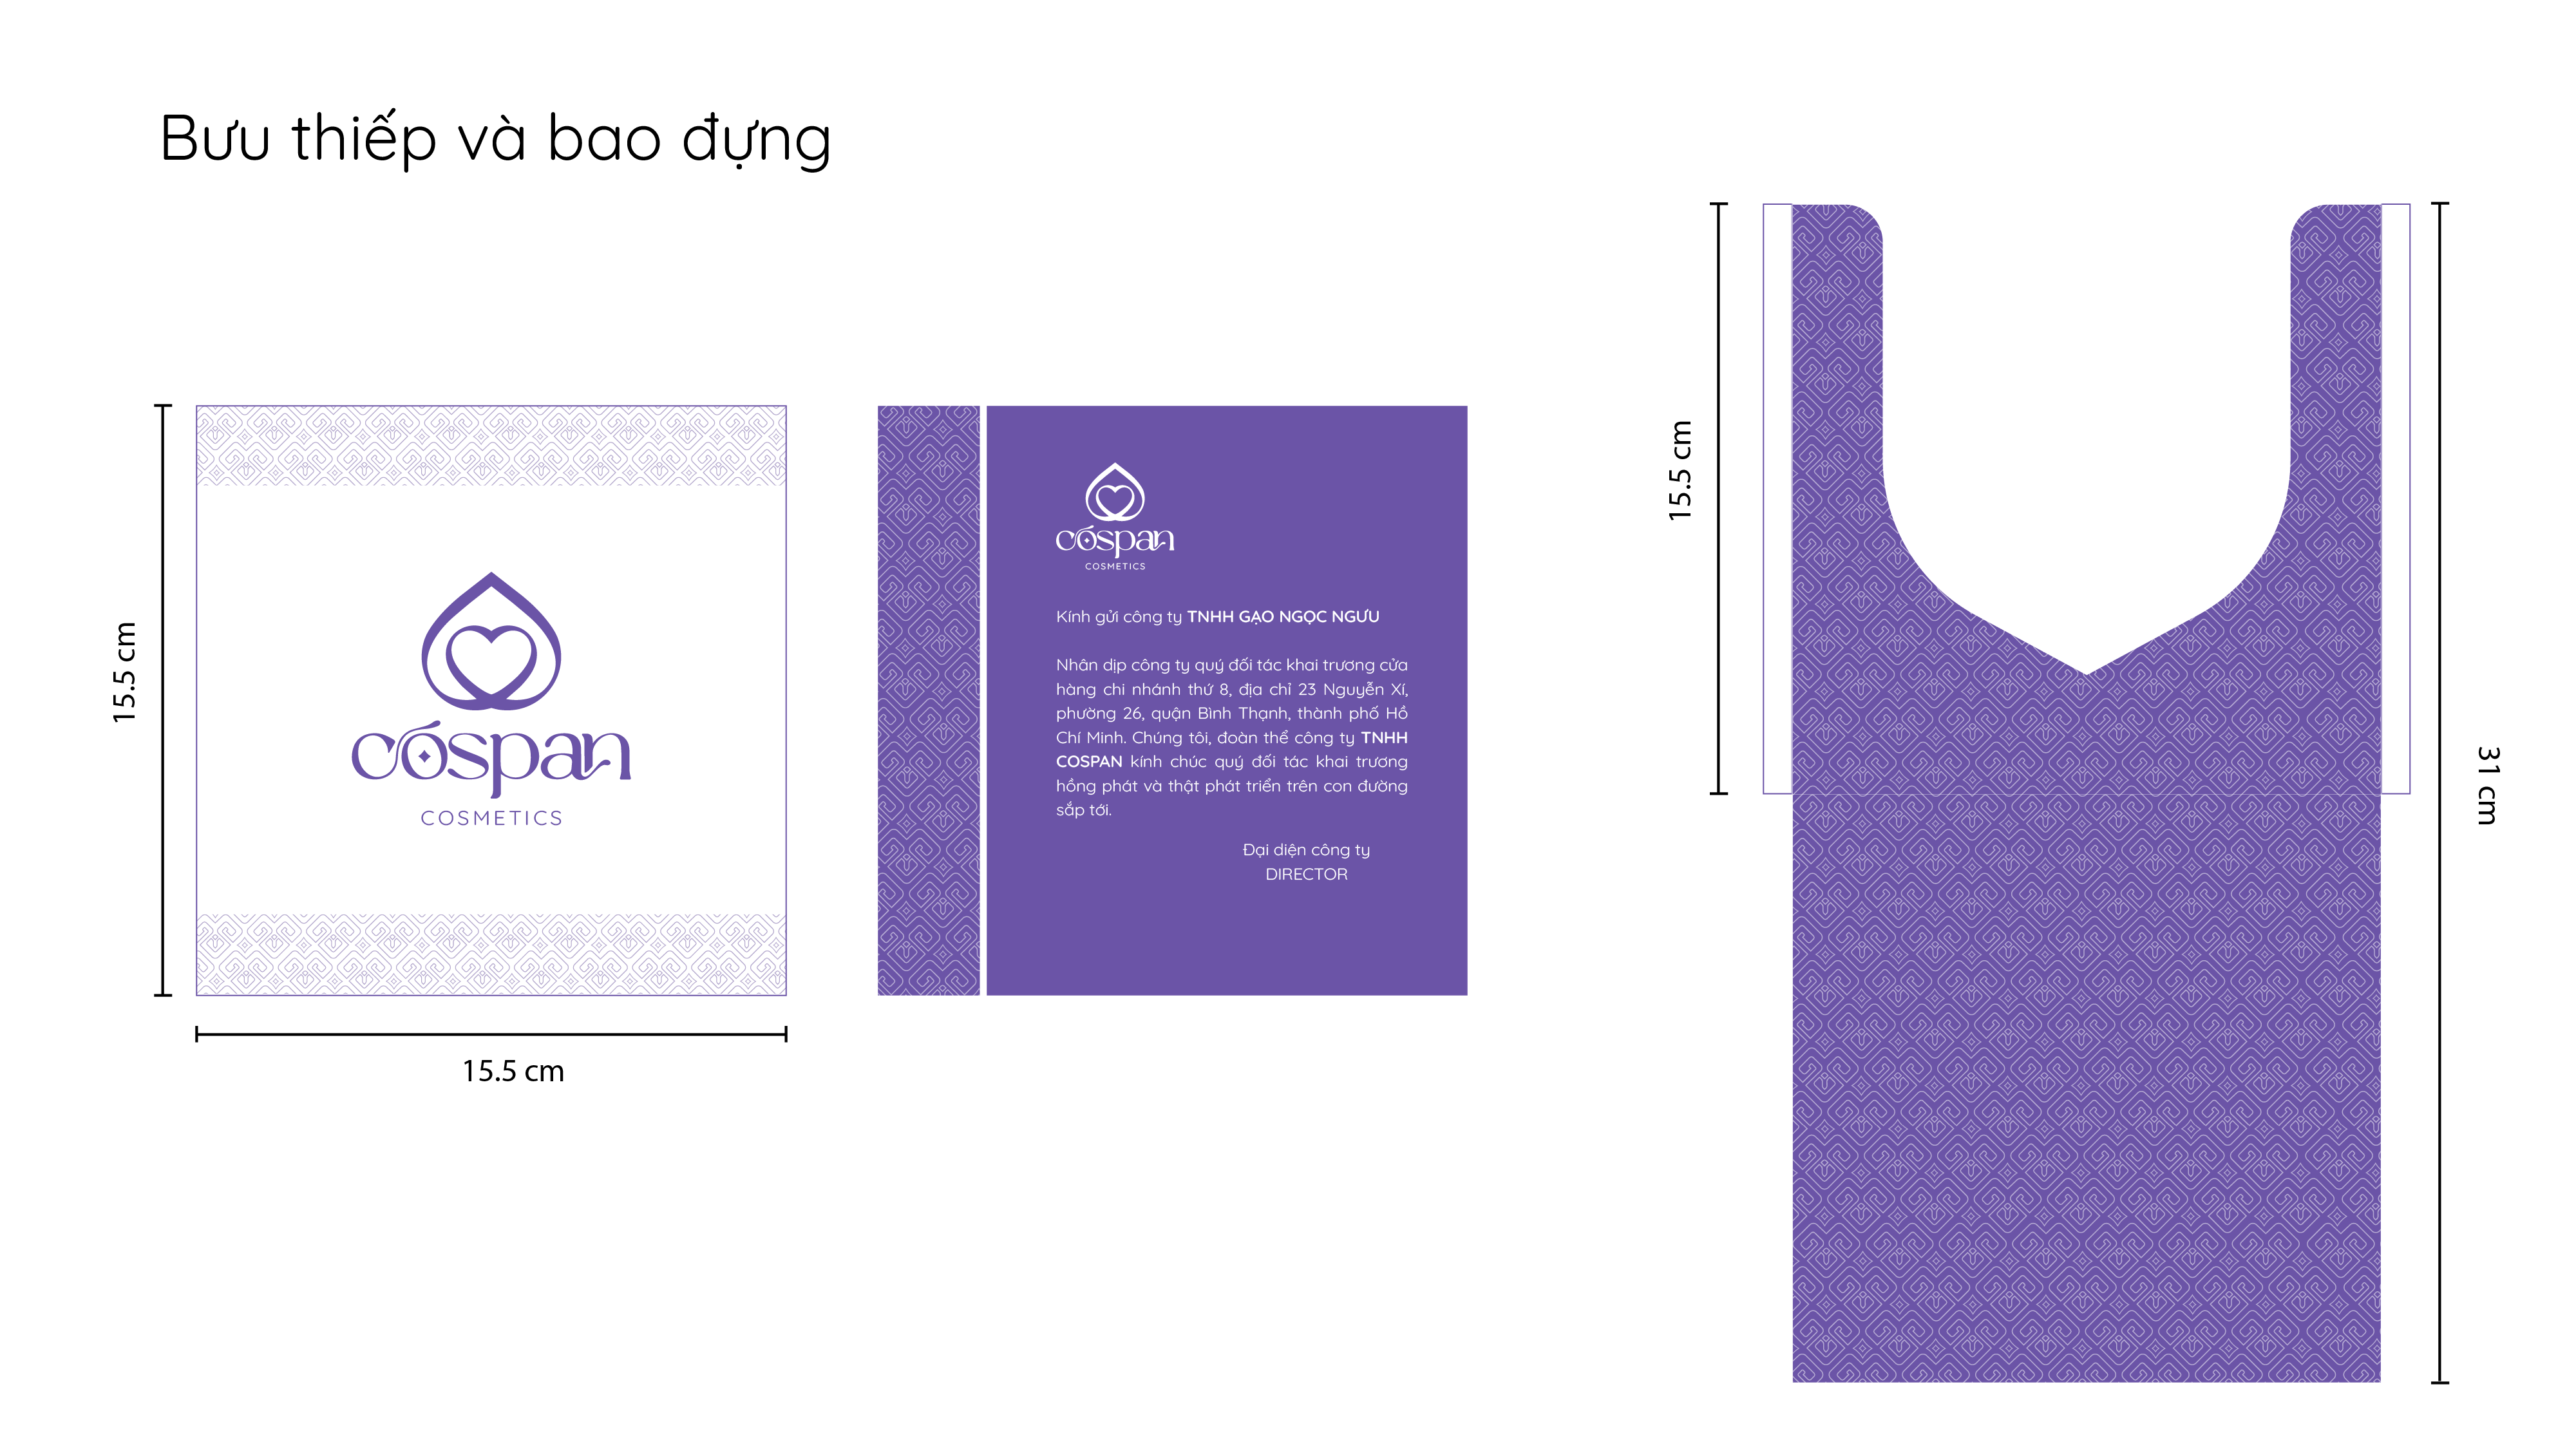 Bưu thiếp và bao đựng
15.5 cm
cóspan
COSMETICS
15.5 cm
cóspan
COSMETICS
Kính gửi công ty TNHH GẠO NGỌC NGƯU
Nhân dịp công ty quý đối tác khai trương cửa
hàng chi nhánh thứ 8, địa chỉ 23 Nguyễn Xí,
phường 26, quận Bình Thạnh, thành phố Hồ
Chí Minh. Chúng tôi, đoàn thể công ty TNHH
COSPAN kính chúc quý đối tác khai trương
hồng phát và thật phát triển trên con đường
sắp tới.
Đại diện công ty
DIRECTOR
15.5 cm
31 cm